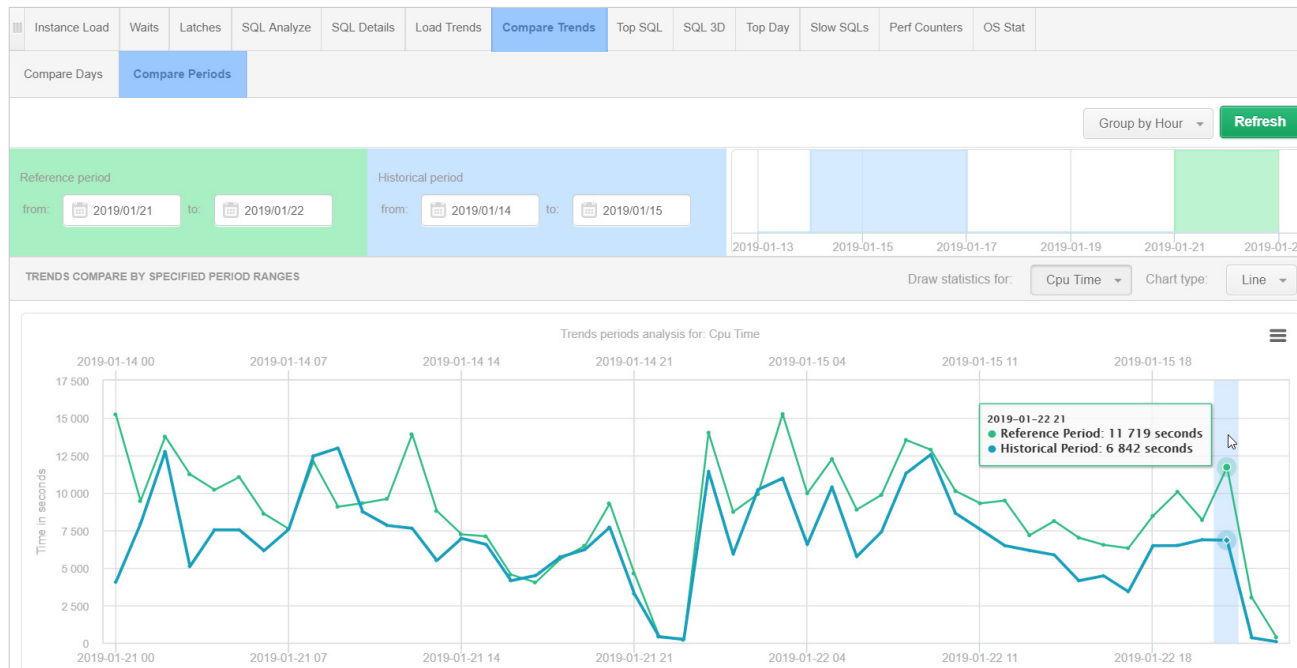 Instance Load Waits Latches SQL Analyze SQL Details Load Trends Compare Trends Top SQL SQL 3D Top Day Slow SQLs Perf Counters OS Stat
Compare Days Compare Periods
Group by Hour Refresh
Reference period Historical period
from: 2019/01/21 to: 2019/01/22 from: 2019/01/14 to: 2019/01/15
2019-01-13 2019-01-15 2019-01-17 2019-01-19 2019-01-21 2019-01-2
TRENDS COMPARE BY SPECIFIED PERIOD RANGES Draw statistics for: Cpu Time Chart type: Line
Trends periods analysis for: Cpu Time
2019-01-14 00 2019-01-14 07 2019-01-14 14 2019-01-14 21 2019-01-15 04 2019-01-15 11 2019-01-15 18
17 500
15 000
12 500
10 000
7 500
5 000
2 500
0
Time in seconds
2019-01-22 21
Reference Period: 11 719 seconds
Historical Period: 6 842 seconds
2019-01-21 00 2019-01-21 07 2019-01-21 14 2019-01-21 21 2019-01-22 04 2019-01-22 11 2019-01-22 18